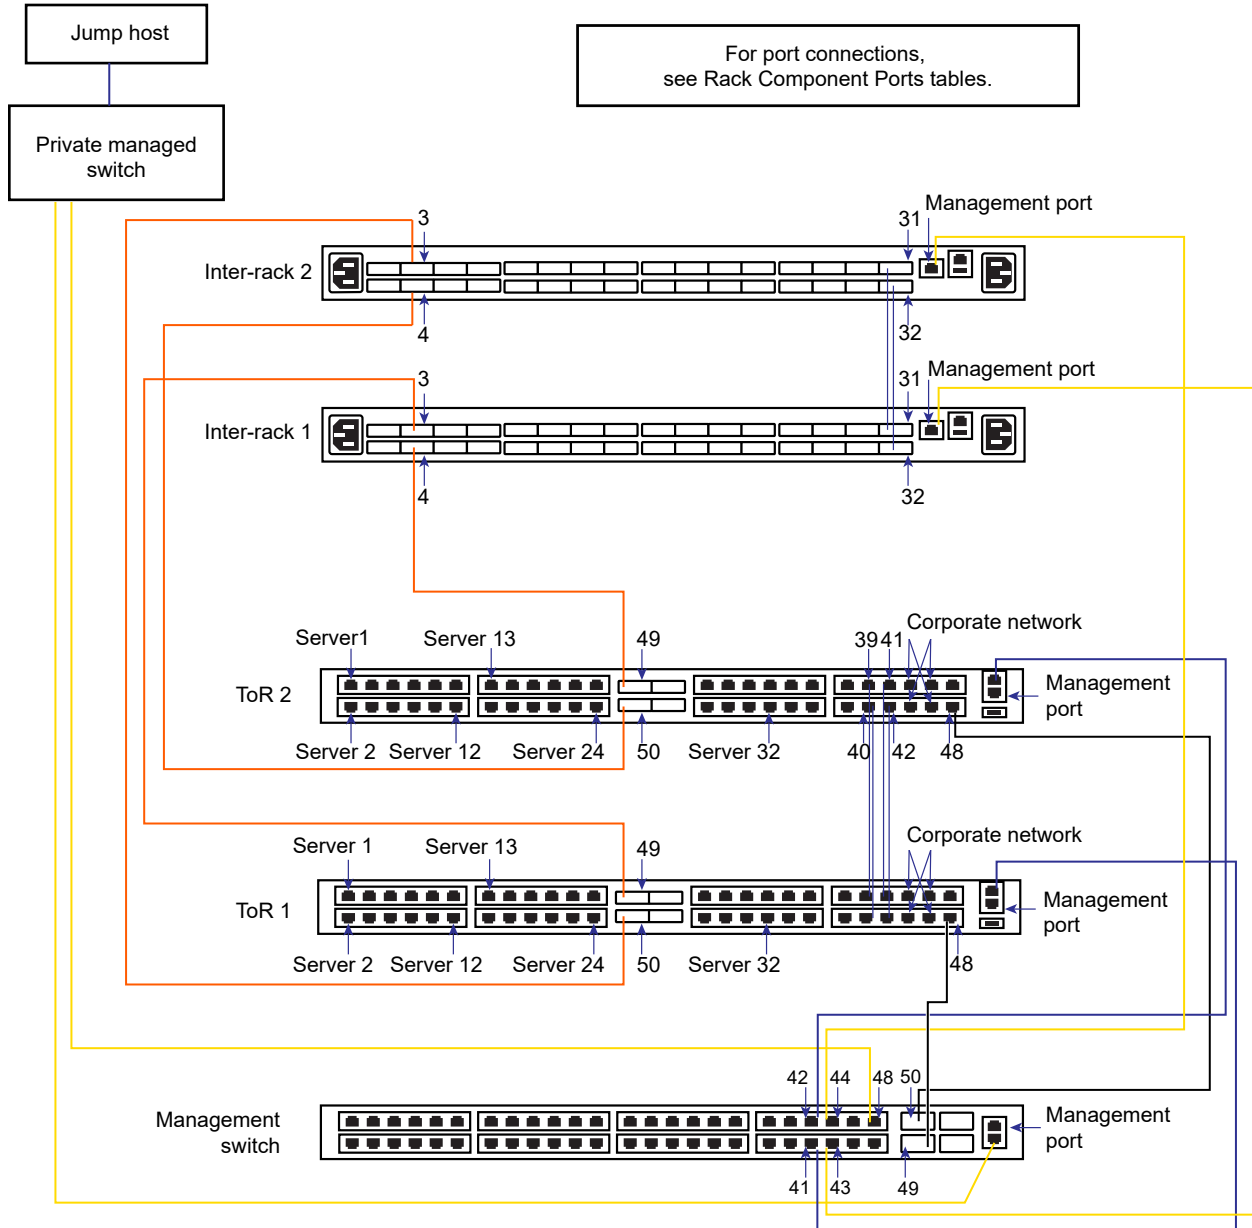 Jump host
For port connections,
see Rack Component Ports tables.
Private managed
switch
3
31
Management port
Inter-rack 2
4
32
3
31
Management port
Inter-rack 1
4
32
Server1
Server 13
49
39
41
Corporate network
ToR 2
Management
port
Server 2
Server 12
Server 24
50
Server 32
40
42
48
Server 1
Server 13
49
Corporate network
ToR 1
Management
port
Server 2
Server 12
Server 24
50
Server 32
48
42
44
48
50
Management
switch
Management
port
41
43
49